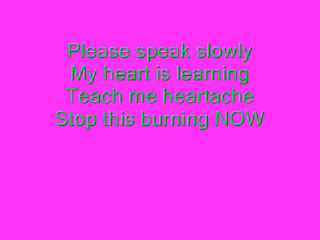 Please speak slowly
My heart is learning
Teach me heartache
Stop this burning NOW